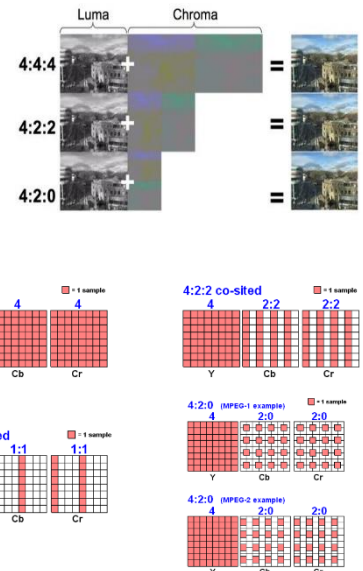 Luma Chroma
4:4:4 + =
4:2:2 + =
4:2:0 + =
= 1 sample
4 4
Cb Cr
4:2:2 co-sited = 1 sample
4 2:2 2:2
Y Cb Cr
ed = 1 sample
1:1 1:1
Cb Cr
4:2:0 (MPEG-1 example) = 1 sample
4 2:0 2:0
Y Cb Cr
4:2:0 (MPEG-2 example)
4 2:0 2:0
Y Cb Cr